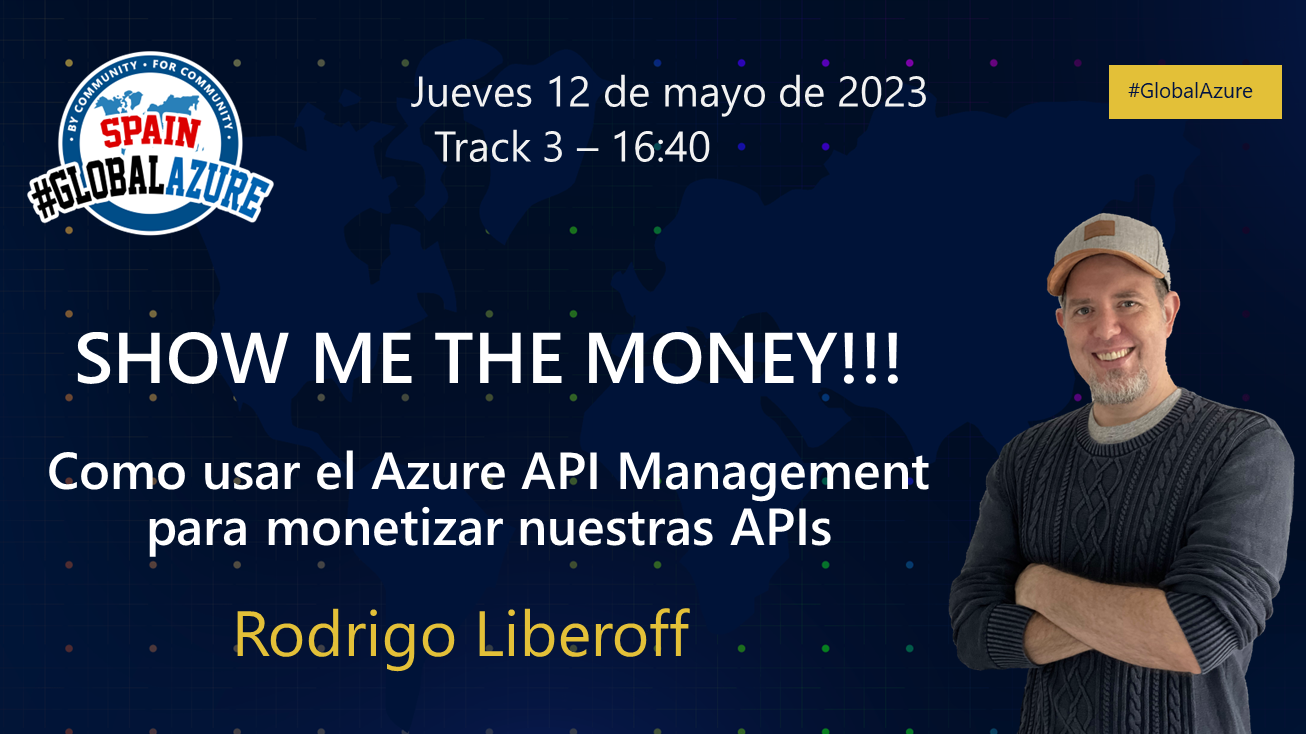 BY COMMUNITY • FOR COMMUNITY
SPAIN
#GLOBALAZURE
Jueves 12 de mayo de 2023
Track 3 – 16:40
#GlobalAzure
SHOW ME THE MONEY!!!
Como usar el Azure API Management
para monetizar nuestras APIs
Rodrigo Liberoff